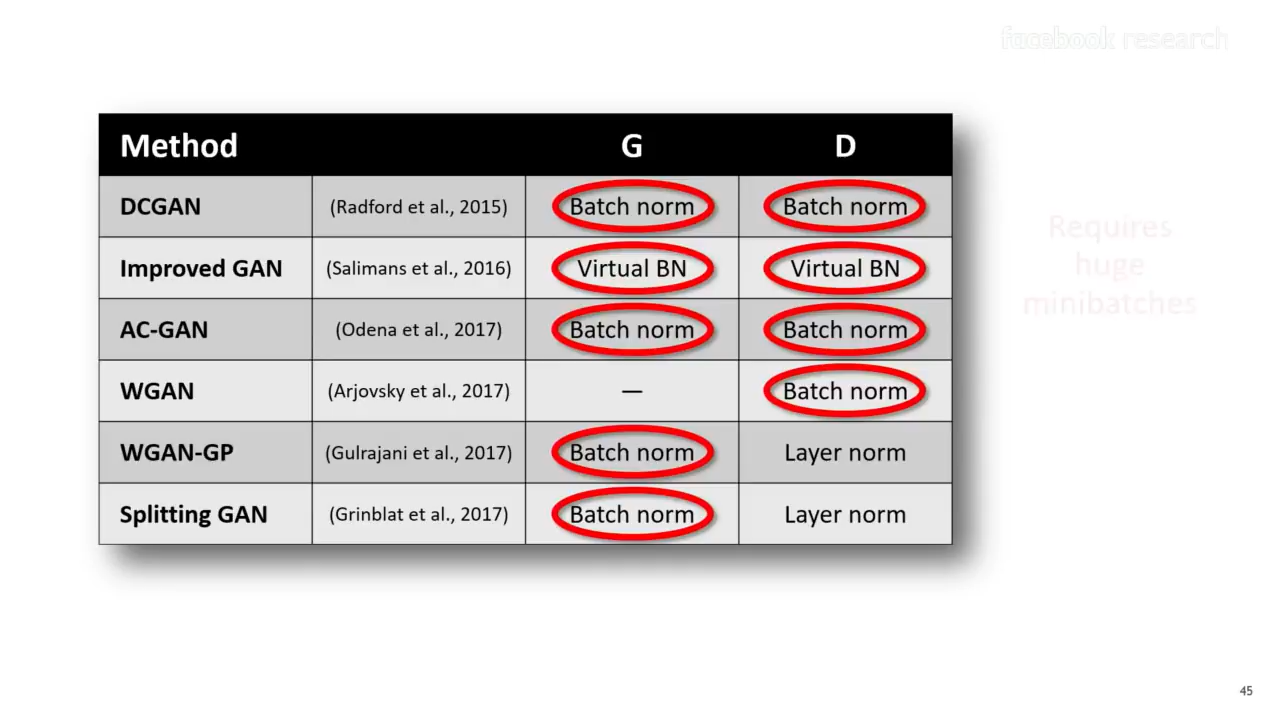 facebook research
Method G D
DCGAN (Radford et al., 2015) Batch norm Batch norm
Improved GAN (Salimans et al., 2016) Virtual BN Virtual BN
AC-GAN (Odena et al., 2017) Batch norm Batch norm
WGAN (Arjovsky et al., 2017) — Batch norm
WGAN-GP (Gulrajani et al., 2017) Batch norm Layer norm
Splitting GAN (Grinblat et al., 2017) Batch norm Layer norm
Requires
huge
minibatches
45